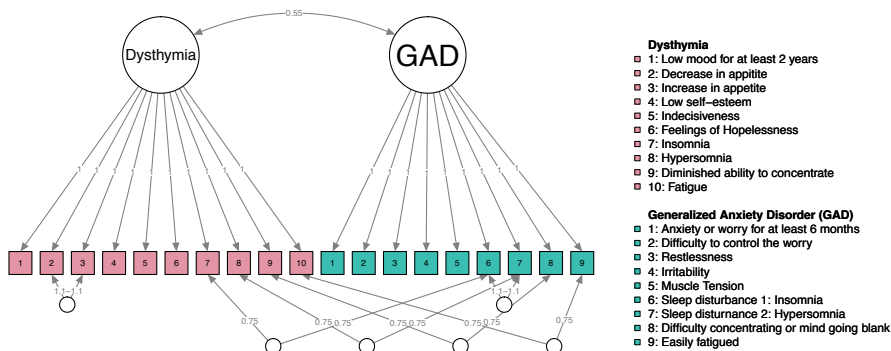 0.55
Dysthymia
GAD
1 1 1 1 1 1 1 1 1 1
1 1 1 1 1 1 1 1 1
1 2 3 4 5 6 7 8 9 10 1 2 3 4 5 6 7 8 9
1.1 −1.1
1.1 −1.1
0.75 0.75 0.75 0.75 0.75 0.75
Dysthymia
1: Low mood for at least 2 years
2: Decrease in appitite
3: Increase in appetite
4: Low self−esteem
5: Indecisiveness
6: Feelings of Hopelessness
7: Insomnia
8: Hypersomnia
9: Diminished ability to concentrate
10: Fatigue
Generalized Anxiety Disorder (GAD)
1: Anxiety or worry for at least 6 months
2: Difficulty to control the worry
3: Restlessness
4: Irritability
5: Muscle Tension
6: Sleep disturbance 1: Insomnia
7: Sleep disturnance 2: Hypersomnia
8: Difficulty concentrating or mind going blank
9: Easily fatigued